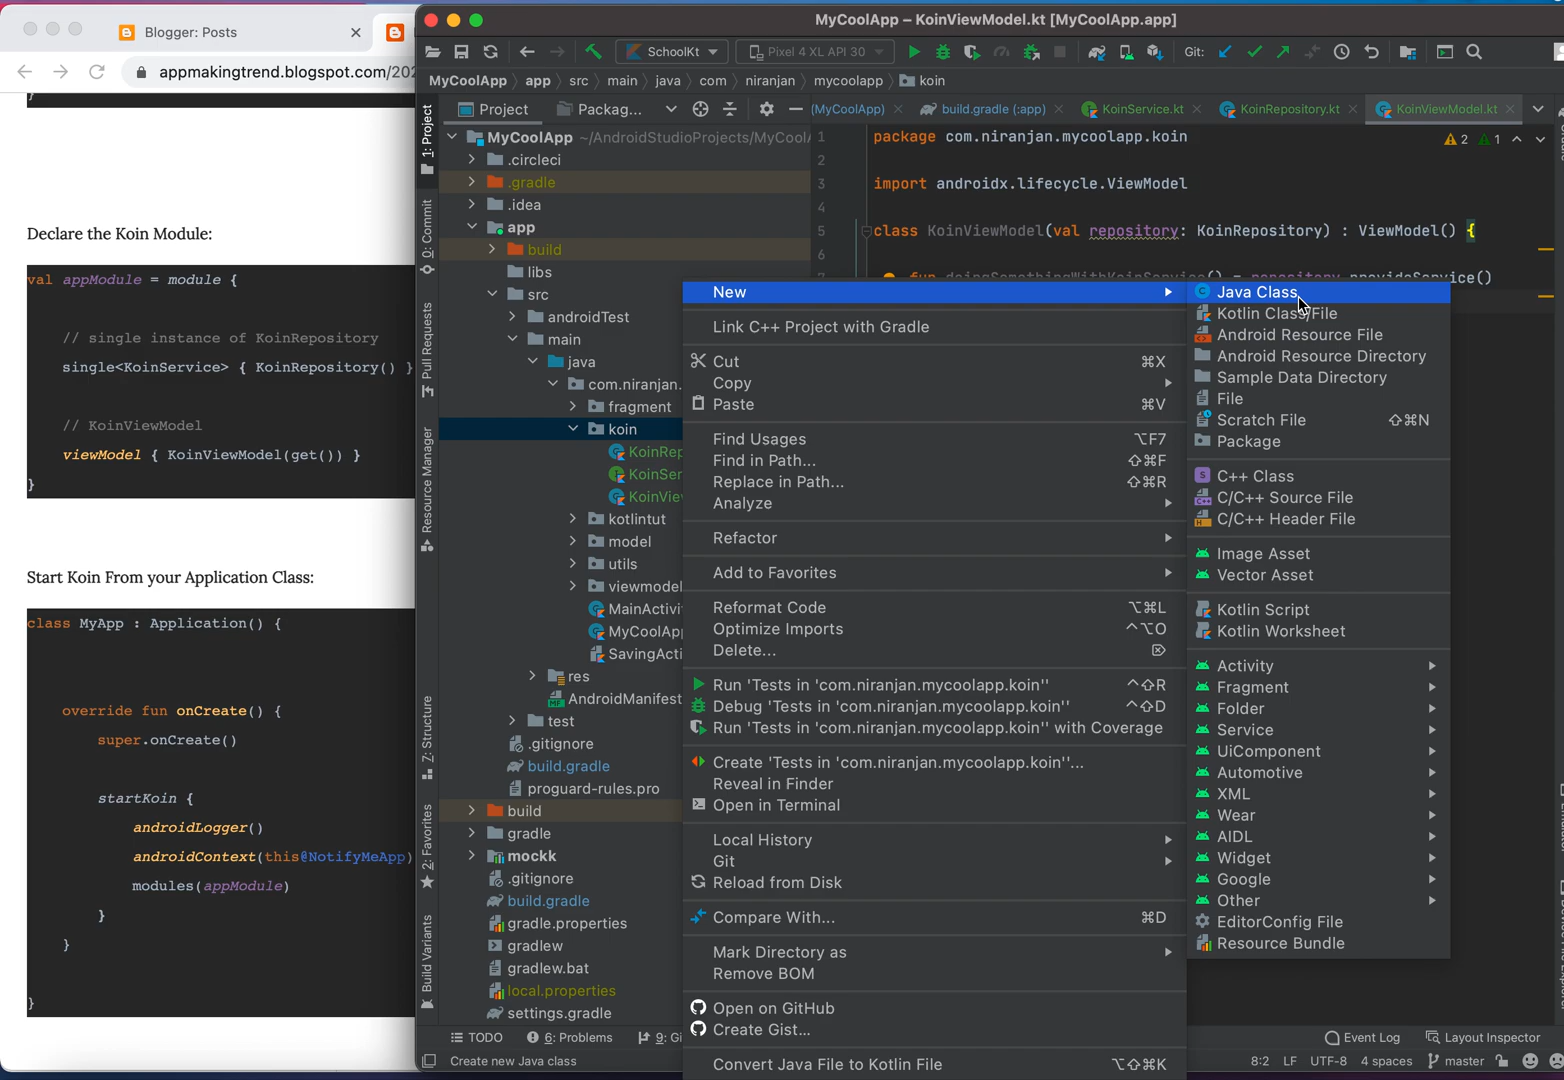 MyCoolApp – KoinViewModel.kt [MyCoolApp.app]
Blogger: Posts
appmakingtrend.blogspot.com/202
SchoolKt
Pixel 4 XL API 30
Git:
MyCoolApp
app
src
main
java
com
niranjan
mycoolapp
koin
Project
Packag...
(MyCoolApp)
build.gradle (:app)
KoinService.kt
KoinRepository.kt
KoinViewModel.kt
}
Declare the Koin Module:
val appModule = module {
// single instance of KoinRepository
single<KoinService> { KoinRepository() }
// KoinViewModel
viewModel { KoinViewModel(get()) }
}
Start Koin From your Application Class:
class MyApp : Application() {
override fun onCreate() {
super.onCreate()
startKoin {
androidLogger()
androidContext(this@NotifyMeApp)
modules(appModule)
}
}
}
1: Project
0: Commit
Pull Requests
Resource Manager
7: Structure
2: Favorites
Build Variants
MyCoolApp ~/AndroidStudioProjects/MyCoolA
.circleci
.gradle
.idea
app
build
libs
src
androidTest
main
java
com.niranjan.
fragment
koin
KoinRep
KoinSer
KoinVie
kotlintut
model
utils
viewmodel
MainActivi
MyCoolApp
SavingActi
res
AndroidManifest
test
.gitignore
build.gradle
proguard-rules.pro
build
gradle
mockk
.gitignore
build.gradle
gradle.properties
gradlew
gradlew.bat
local.properties
settings.gradle
1 package com.niranjan.mycoolapp.koin
2
3 import androidx.lifecycle.ViewModel
4
5 class KoinViewModel(val repository: KoinRepository) : ViewModel() {
6
7 fun doingSomethingWithKoinService() = repository.provideService()
2
1
New
Link C++ Project with Gradle
Cut ⌘X
Copy
Paste ⌘V
Find Usages ⌥F7
Find in Path... ⇧⌘F
Replace in Path... ⇧⌘R
Analyze
Refactor
Add to Favorites
Reformat Code ⌥⌘L
Optimize Imports ^⌥O
Delete... ⌦
Run 'Tests in 'com.niranjan.mycoolapp.koin'' ^⇧R
Debug 'Tests in 'com.niranjan.mycoolapp.koin'' ^⇧D
Run 'Tests in 'com.niranjan.mycoolapp.koin'' with Coverage
Create 'Tests in 'com.niranjan.mycoolapp.koin''...
Reveal in Finder
Open in Terminal
Local History
Git
Reload from Disk
Compare With... ⌘D
Mark Directory as
Remove BOM
Open on GitHub
Create Gist...
Convert Java File to Kotlin File ⌥⇧⌘K
Java Class
Kotlin Class/File
Android Resource File
Android Resource Directory
Sample Data Directory
File
Scratch File ⇧⌘N
Package
C++ Class
C/C++ Source File
C/C++ Header File
Image Asset
Vector Asset
Kotlin Script
Kotlin Worksheet
Activity
Fragment
Folder
Service
UiComponent
Automotive
XML
Wear
AIDL
Widget
Google
Other
EditorConfig File
Resource Bundle
TODO
6: Problems
9: Gi
Event Log
Layout Inspector
Create new Java class
8:2
LF
UTF-8
4 spaces
master